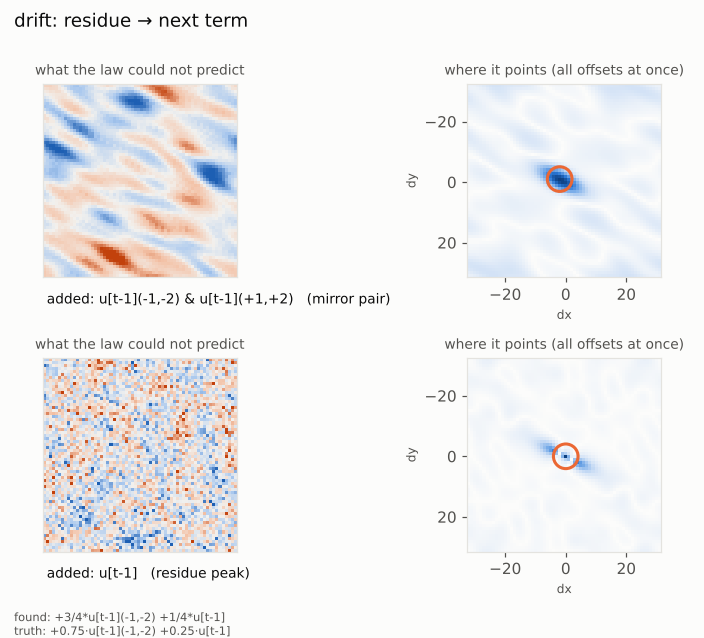 drift: residue → next term
what the law could not predict
where it points (all offsets at once)
−20
0
20
dy
−20
0
20
dx
added: u[t-1](-1,-2) & u[t-1](+1,+2)   (mirror pair)
what the law could not predict
where it points (all offsets at once)
−20
0
20
dy
−20
0
20
dx
added: u[t-1]   (residue peak)
found: +3/4*u[t-1](-1,-2) +1/4*u[t-1]
truth: +0.75·u[t-1](-1,-2) +0.25·u[t-1]